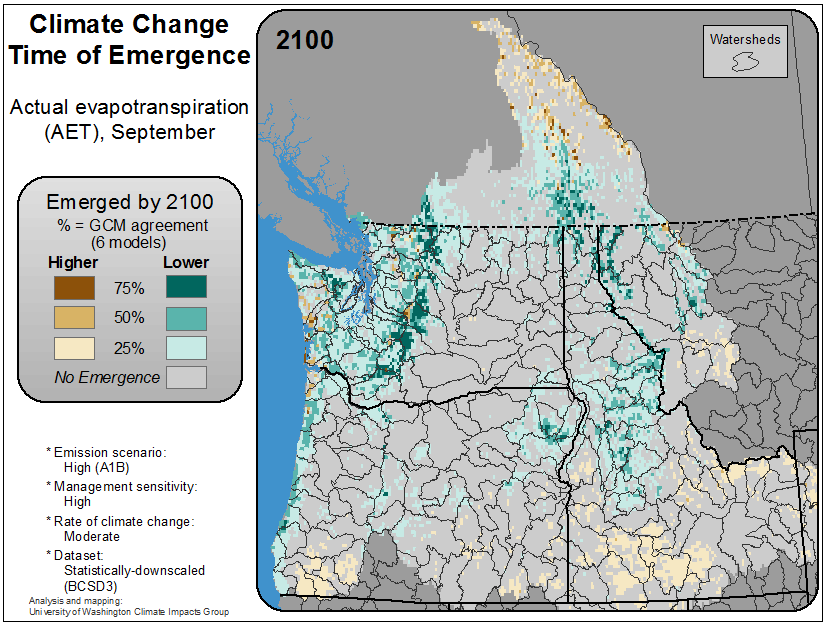 Climate Change
Time of Emergence
Actual evapotranspiration
(AET), September
Emerged by 2100
% = GCM agreement
(6 models)
Higher Lower
75%
50%
25%
No Emergence
* Emission scenario:
High (A1B)
* Management sensitivity:
High
* Rate of climate change:
Moderate
* Dataset:
Statistically-downscaled
(BCSD3)
Analysis and mapping:
University of Washington Climate Impacts Group
2100
Watersheds